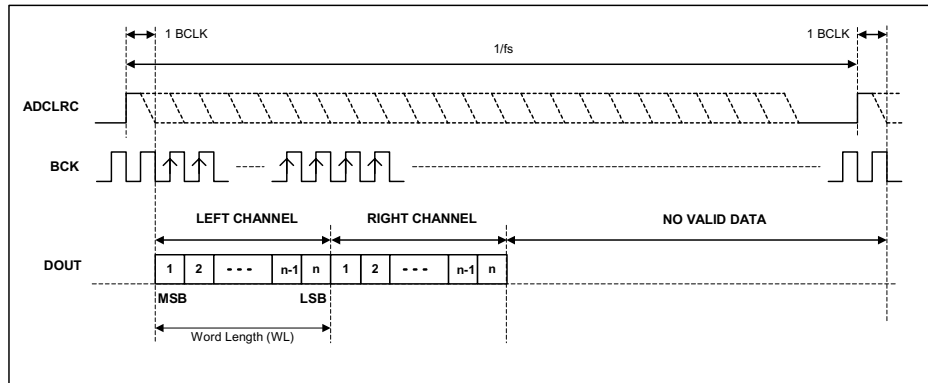 1 BCLK
1 BCLK
1/fs
ADCLRC
BCK
LEFT CHANNEL
RIGHT CHANNEL
NO VALID DATA
DOUT
1 2 - - - n-1 n 1 2 - - - n-1 n
MSB
LSB
Word Length (WL)